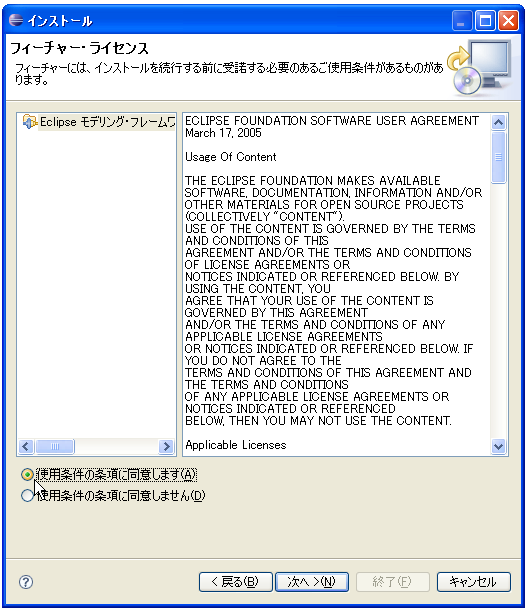 インストール
フィーチャー・ライセンス
フィーチャーには、インストールを続行する前に受諾する必要のあるご使用条件があるものがあ
ります。
Eclipse モデリング・フレームワ
ECLIPSE FOUNDATION SOFTWARE USER AGREEMENT
March 17, 2005
Usage Of Content
THE ECLIPSE FOUNDATION MAKES AVAILABLE
SOFTWARE, DOCUMENTATION, INFORMATION AND/OR
OTHER MATERIALS FOR OPEN SOURCE PROJECTS
(COLLECTIVELY "CONTENT").
USE OF THE CONTENT IS GOVERNED BY THE TERMS
AND CONDITIONS OF THIS
AGREEMENT AND/OR THE TERMS AND CONDITIONS
OF LICENSE AGREEMENTS OR
NOTICES INDICATED OR REFERENCED BELOW. BY
USING THE CONTENT, YOU
AGREE THAT YOUR USE OF THE CONTENT IS
GOVERNED BY THIS AGREEMENT
AND/OR THE TERMS AND CONDITIONS OF ANY
APPLICABLE LICENSE AGREEMENTS
OR NOTICES INDICATED OR REFERENCED BELOW. IF
YOU DO NOT AGREE TO THE
TERMS AND CONDITIONS OF THIS AGREEMENT AND
THE TERMS AND CONDITIONS
OF ANY APPLICABLE LICENSE AGREEMENTS OR
NOTICES INDICATED OR REFERENCED
BELOW, THEN YOU MAY NOT USE THE CONTENT.
Applicable Licenses
使用条件の条項に同意します(A)
使用条件の条項に同意しません(D)
? < 戻る(B) 次へ >(N) 終了(F) キャンセル